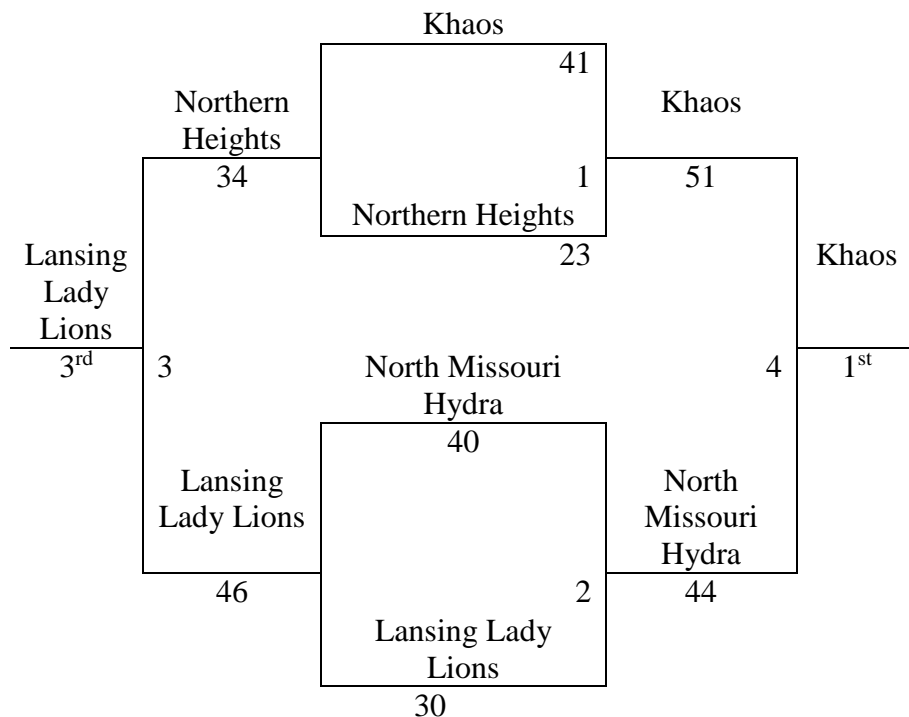 Khaos
41
Northern
Heights
Khaos
34
1
51
Northern Heights
23
Lansing
Lady
Lions
Khaos
3rd
3
North Missouri
Hydra
4
1st
40
Lansing
Lady Lions
North
Missouri
Hydra
46
2
44
Lansing Lady
Lions
30